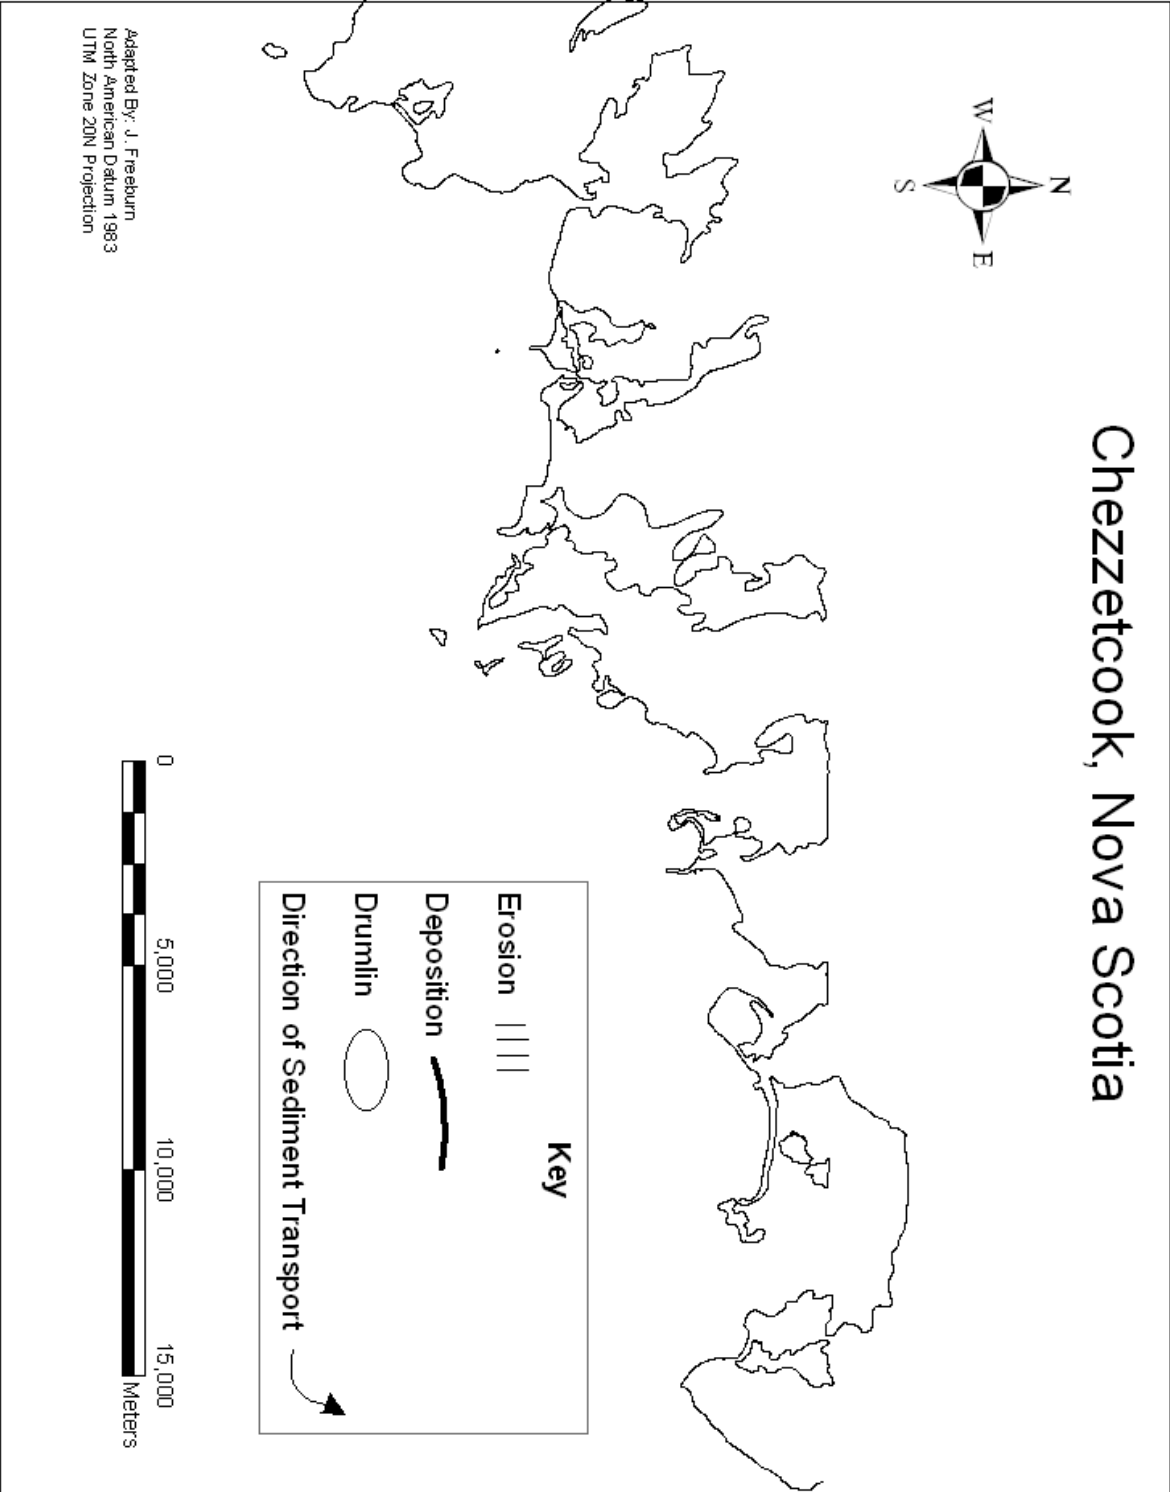 Chezzetcook, Nova Scotia
N
W
E
S
Key
Erosion
Deposition
Drumlin
Direction of Sediment Transport
0 5,000 10,000 15,000
Meters
Adapted By: J. Freeburn
North American Datum 1983
UTM Zone 20N Projection